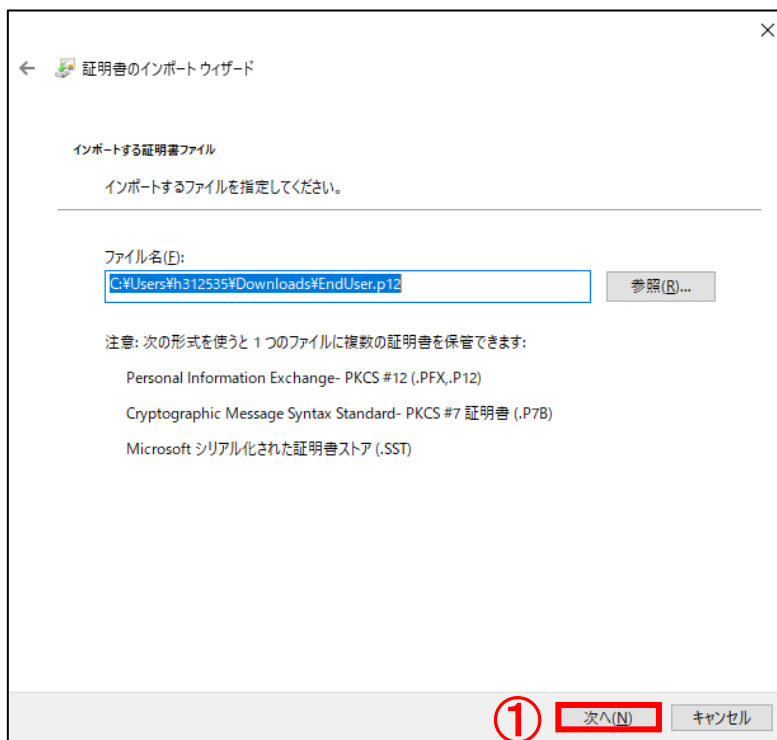 証明書のインポート ウィザード
インポートする証明書ファイル
インポートするファイルを指定してください。
ファイル名(F):
C:¥Users¥h312535¥Downloads¥EndUser.p12
参照(R)...
注意: 次の形式を使うと 1 つのファイルに複数の証明書を保管できます:
Personal Information Exchange- PKCS #12 (.PFX,.P12)
Cryptographic Message Syntax Standard- PKCS #7 証明書 (.P7B)
Microsoft シリアル化された証明書ストア (.SST)
① 次へ(N) キャンセル